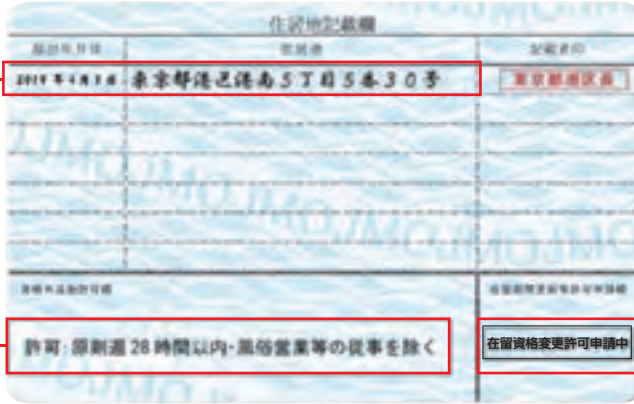 住居地記載欄
届出年月日 住居地 記載者印
2019年4月8日 東京都港区港南5丁目5番30号 東京都港区長
資格外活動許可欄 在留期間更新等許可申請欄
許可:原則週28時間以内・風俗営業等の従事を除く 在留資格変更許可申請中